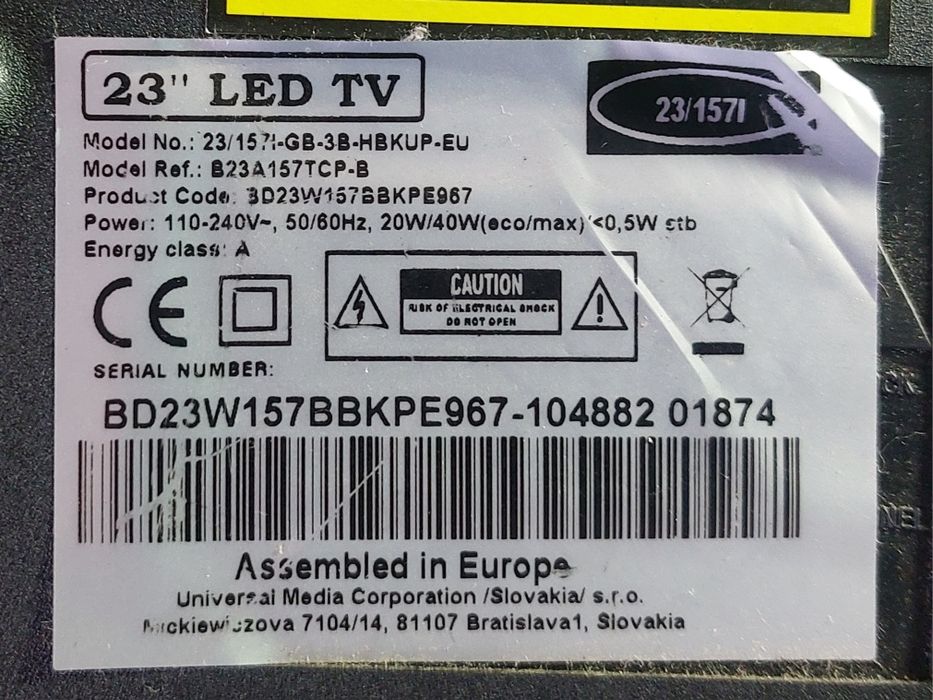 23" LED TV
23/157I
Model No.: 23/157I-GB-3B-HBKUP-EU
Model Ref.: B23A157TCP-B
Product Code: BD23W157BBKPE967
Power: 110-240V~, 50/60Hz, 20W/40W(eco/max)/<0,5W stb
Energy class: A
CE
CAUTION
RISK OF ELECTRICAL SHOCK
DO NOT OPEN
SERIAL NUMBER:
BD23W157BBKPE967-104882 01874
Assembled in Europe
Universal Media Corporation /Slovakia/ s.r.o.
Mickiewiczova 7104/14, 81107 Bratislava1, Slovakia